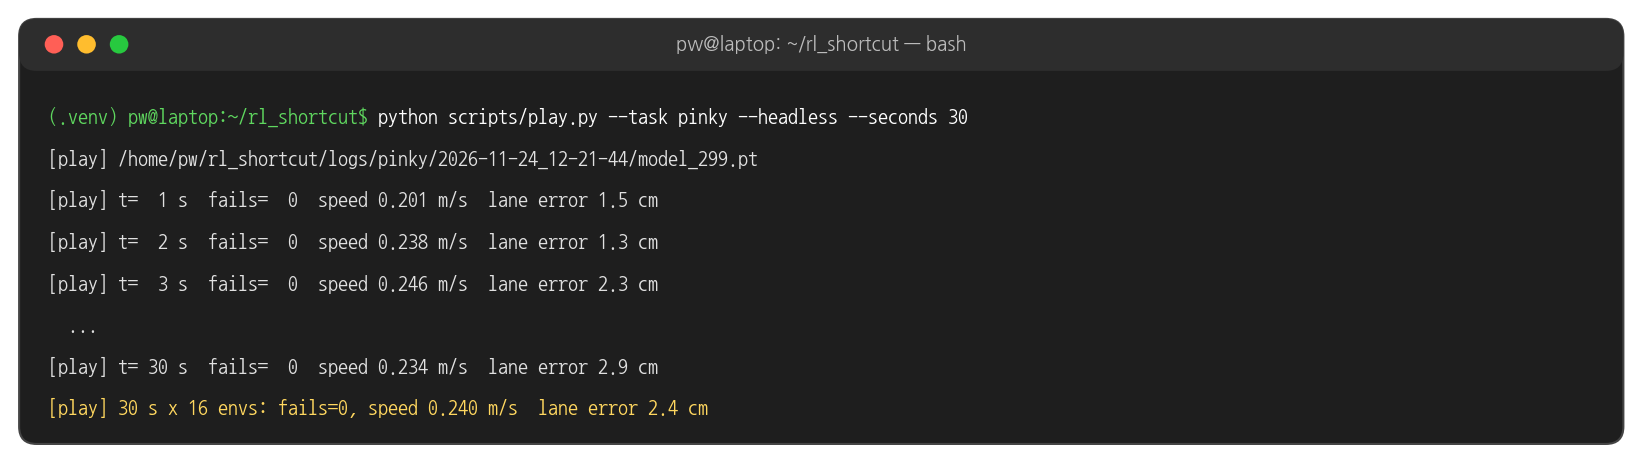 pw@laptop: ~/rl_shortcut — bash
(.venv) pw@laptop:~/rl_shortcut$ python scripts/play.py --task pinky --headless --seconds 30
[play] /home/pw/rl_shortcut/logs/pinky/2026-11-24_12-21-44/model_299.pt
[play] t=  1 s  fails=  0  speed 0.201 m/s  lane error 1.5 cm
[play] t=  2 s  fails=  0  speed 0.238 m/s  lane error 1.3 cm
[play] t=  3 s  fails=  0  speed 0.246 m/s  lane error 2.3 cm
  ...
[play] t= 30 s  fails=  0  speed 0.234 m/s  lane error 2.9 cm
[play] 30 s x 16 envs: fails=0, speed 0.240 m/s  lane error 2.4 cm